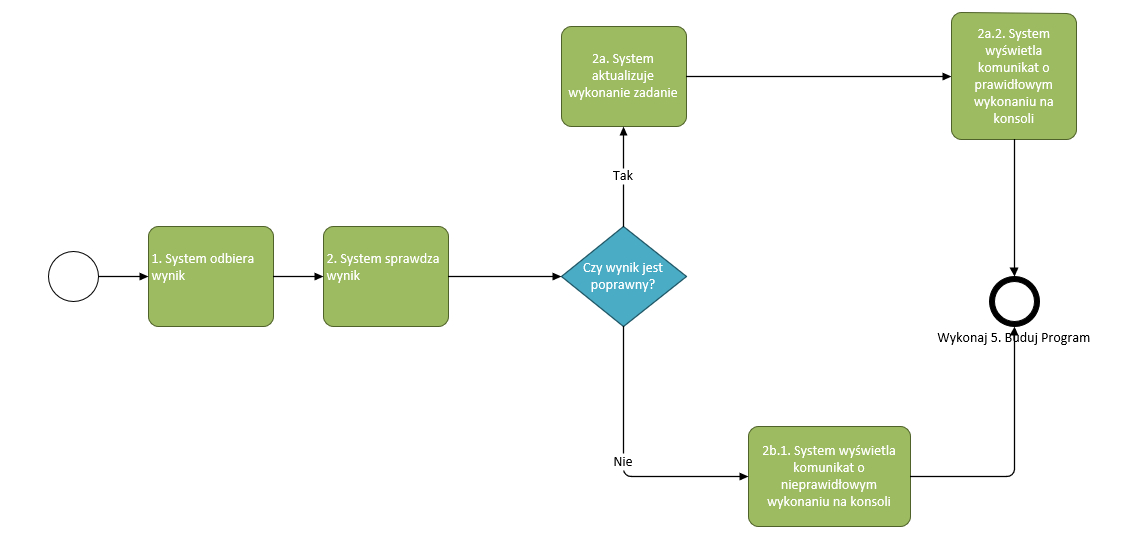 1. System odbiera
wynik
2. System sprawdza
wynik
Czy wynik jest
poprawny?
Tak
2a. System
aktualizuje
wykonanie zadanie
2a.2. System
wyświetla
komunikat o
prawidłowym
wykonaniu na
konsoli
Nie
2b.1. System wyświetla
komunikat o
nieprawidłowym
wykonaniu na konsoli
Wykonaj 5. Buduj Program